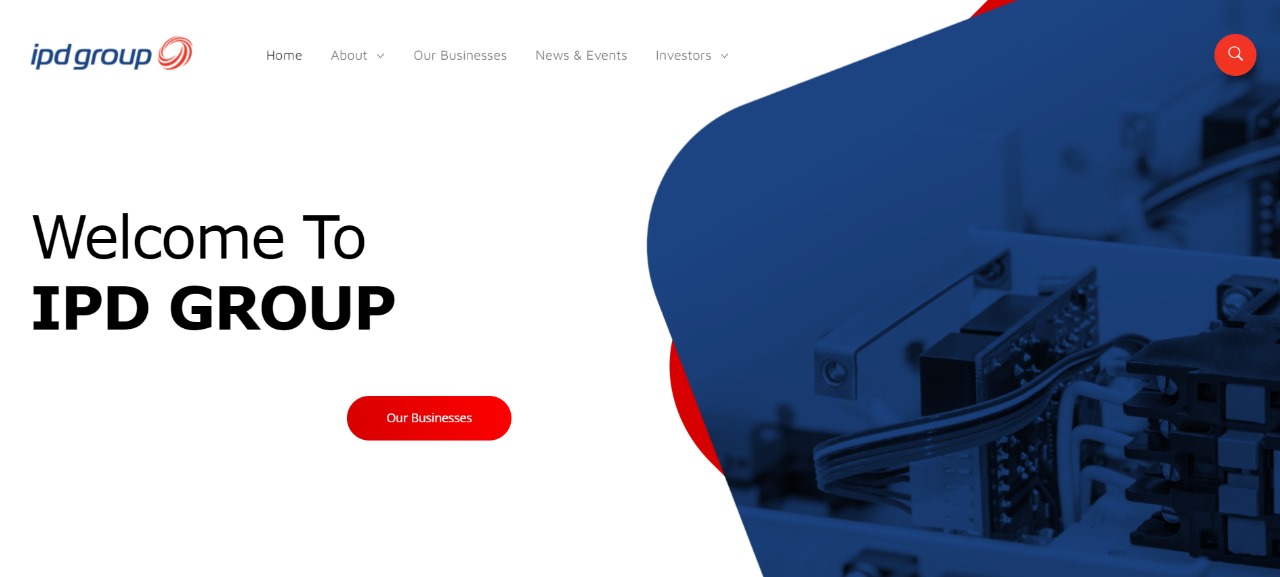 ipd group
Home
About
Our Businesses
News & Events
Investors
Welcome To
IPD GROUP
Our Businesses